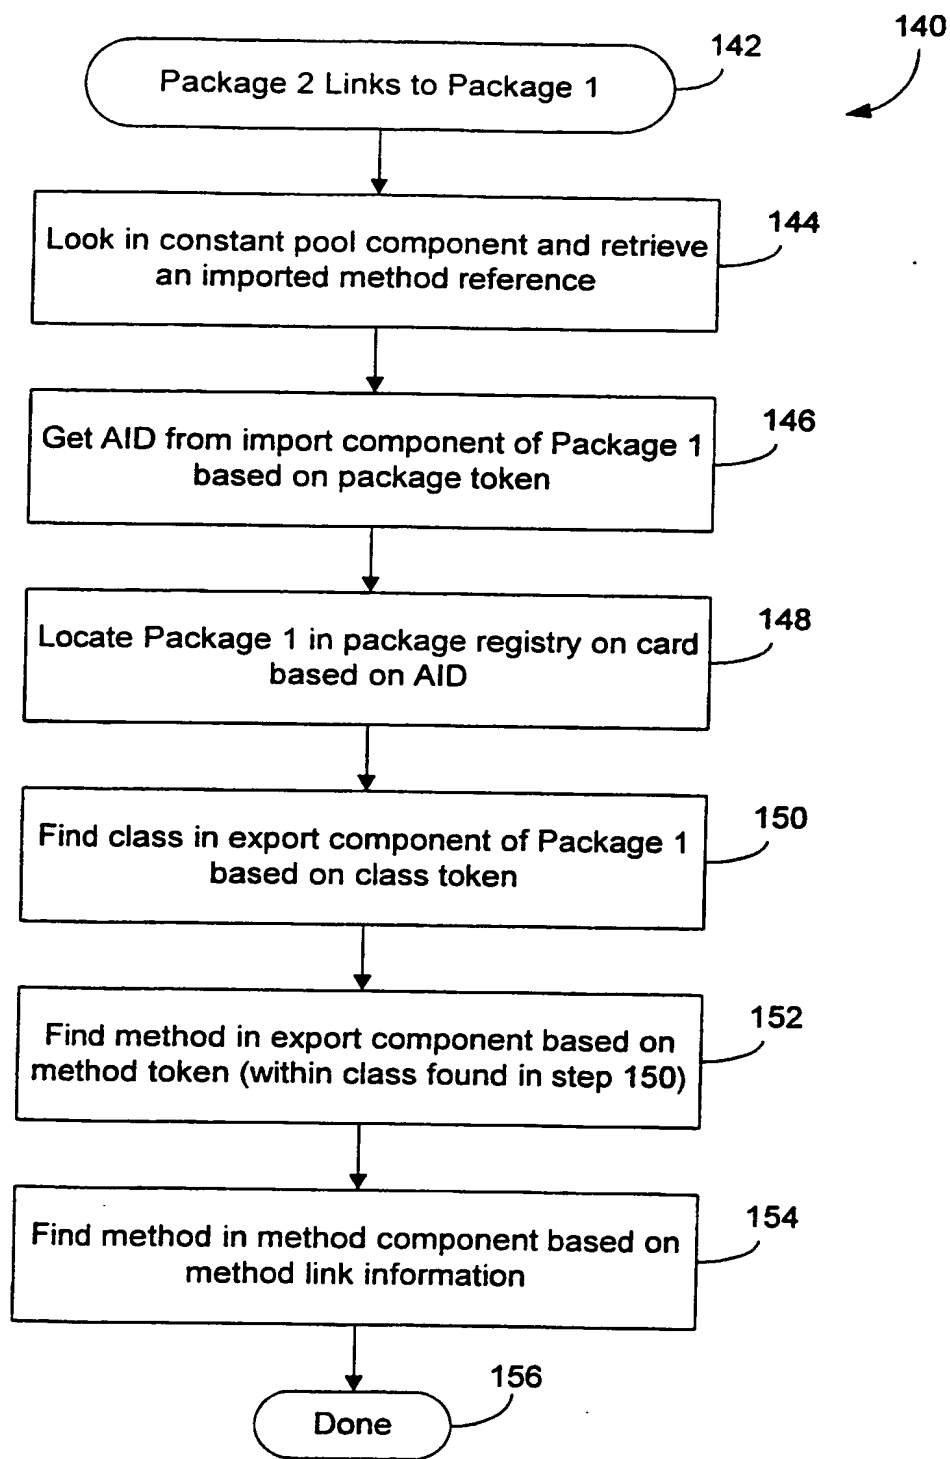 140
Package 2 Links to Package 1
142
Look in constant pool component and retrieve
an imported method reference
144
Get AID from import component of Package 1
based on package token
146
Locate Package 1 in package registry on card
based on AID
148
Find class in export component of Package 1
based on class token
150
Find method in export component based on
method token (within class found in step 150)
152
Find method in method component based on
method link information
154
Done
156